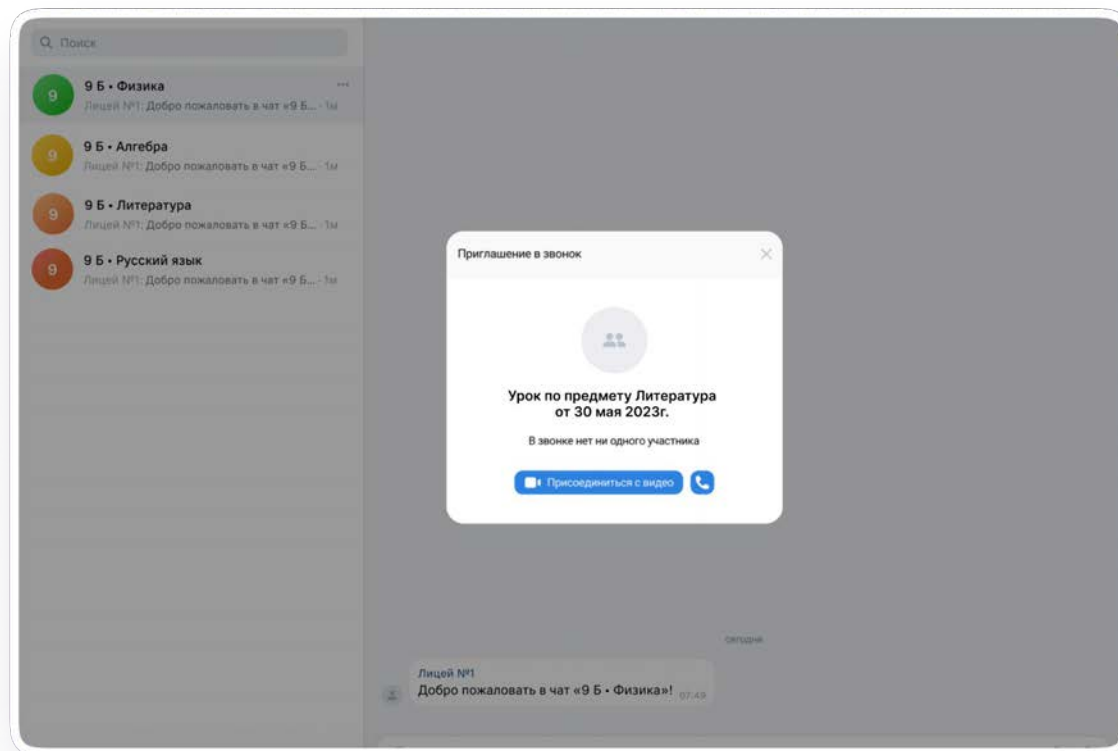 Поиск
9
9 Б • Физика
Лицей №1: Добро пожаловать в чат «9 Б... · 1м
9
9 Б • Алгебра
Лицей №1: Добро пожаловать в чат «9 Б... · 1м
9
9 Б • Литература
Лицей №1: Добро пожаловать в чат «9 Б... · 1м
9
9 Б • Русский язык
Лицей №1: Добро пожаловать в чат «9 Б... · 1м
Приглашение в звонок
Урок по предмету Литература
от 30 мая 2023г.
В звонке нет ни одного участника
Присоединиться с видео
сегодня
Лицей №1
Добро пожаловать в чат «9 Б • Физика»! 07:49